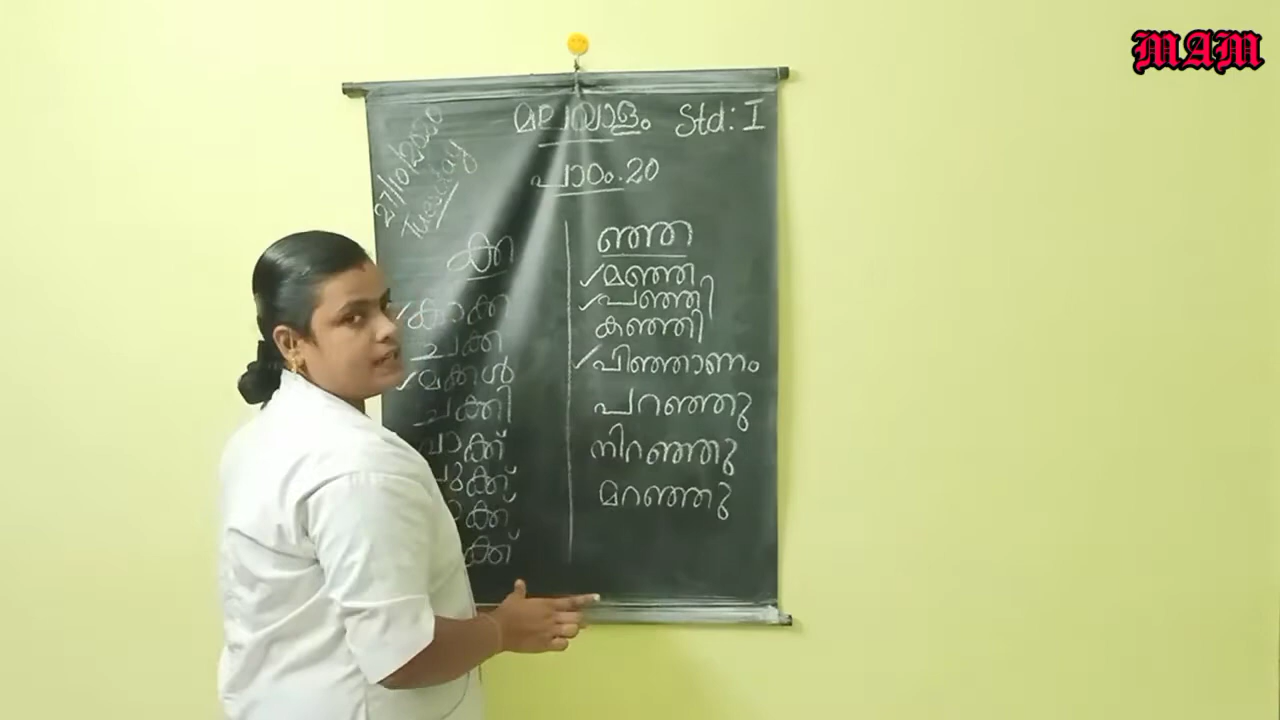 MAM
27/10/2020
Tuesday
മലയാളം Std: I
പാഠം.20
ക്ക
കാക്ക
ചക്ക
മക്കൾ
ചക്കി
വാക്ക്
ഞ്ഞ
മഞ്ഞ
പഞ്ഞി
കഞ്ഞി
പിഞ്ഞാണം
പറഞ്ഞു
നിറഞ്ഞു
മറഞ്ഞു